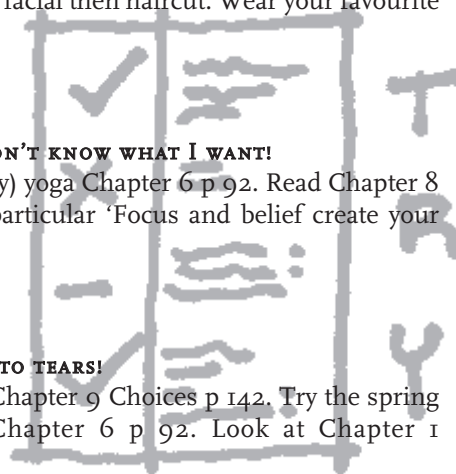 facial then haircut. Wear your favourite
ON'T KNOW WHAT I WANT!
y) yoga Chapter 6 p 92. Read Chapter 8
particular ‘Focus and belief create your
TO TEARS!
Chapter 9 Choices p 142. Try the spring
Chapter 6 p 92. Look at Chapter 1
T
R
Y